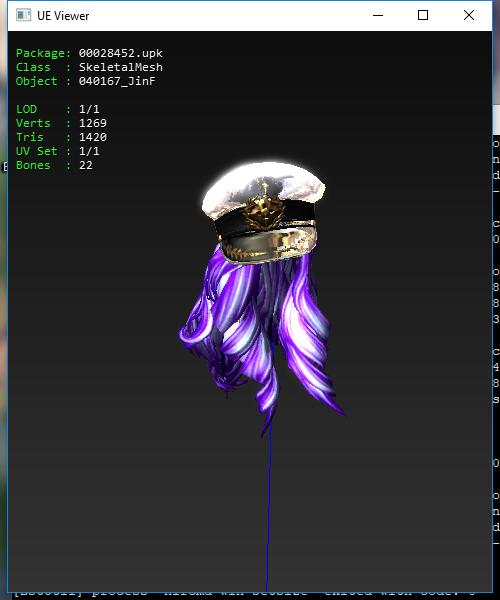 UE Viewer
Package: 00028452.upk
Class : SkeletalMesh
Object : 040167_JinF
LOD : 1/1
Verts : 1269
Tris : 1420
UV Set : 1/1
Bones : 22